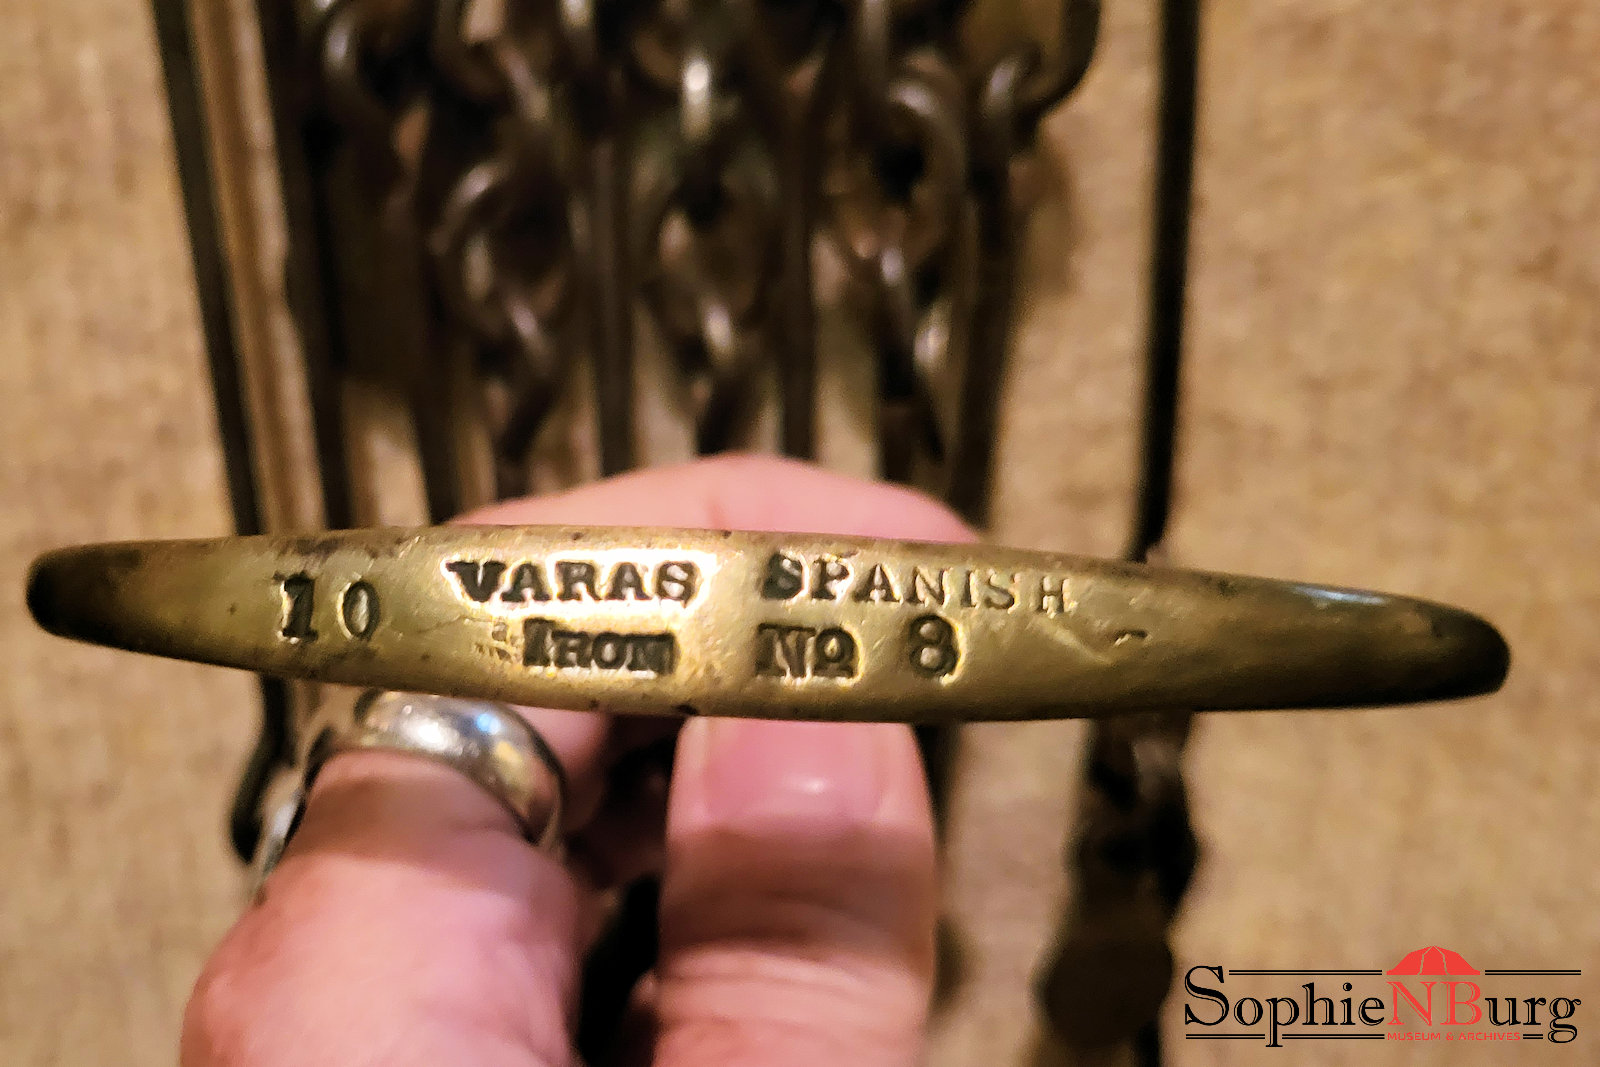 10 VARAS SPANISH
IRON No 8
SophieNBurg
MUSEUM & ARCHIVES